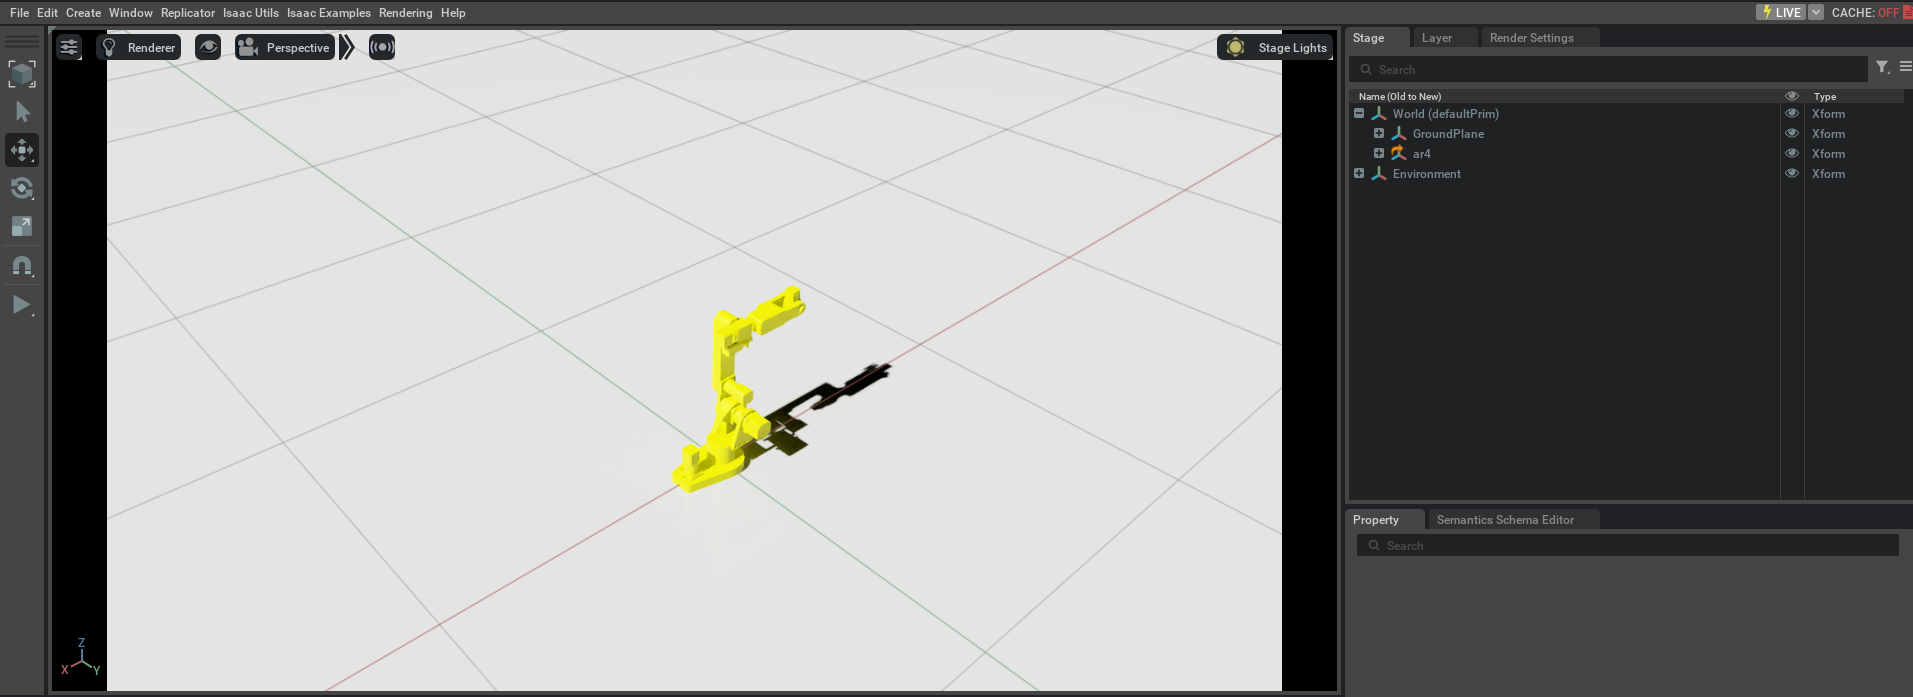 File Edit Create Window Replicator Isaac Utils Isaac Examples Rendering Help
LIVE CACHE: OFF
Renderer Perspective Stage Lights
Stage Layer Render Settings
Search
Name (Old to New) Type
World (defaultPrim) Xform
GroundPlane Xform
ar4 Xform
Environment Xform
Property Semantics Schema Editor
Search
Z
X Y